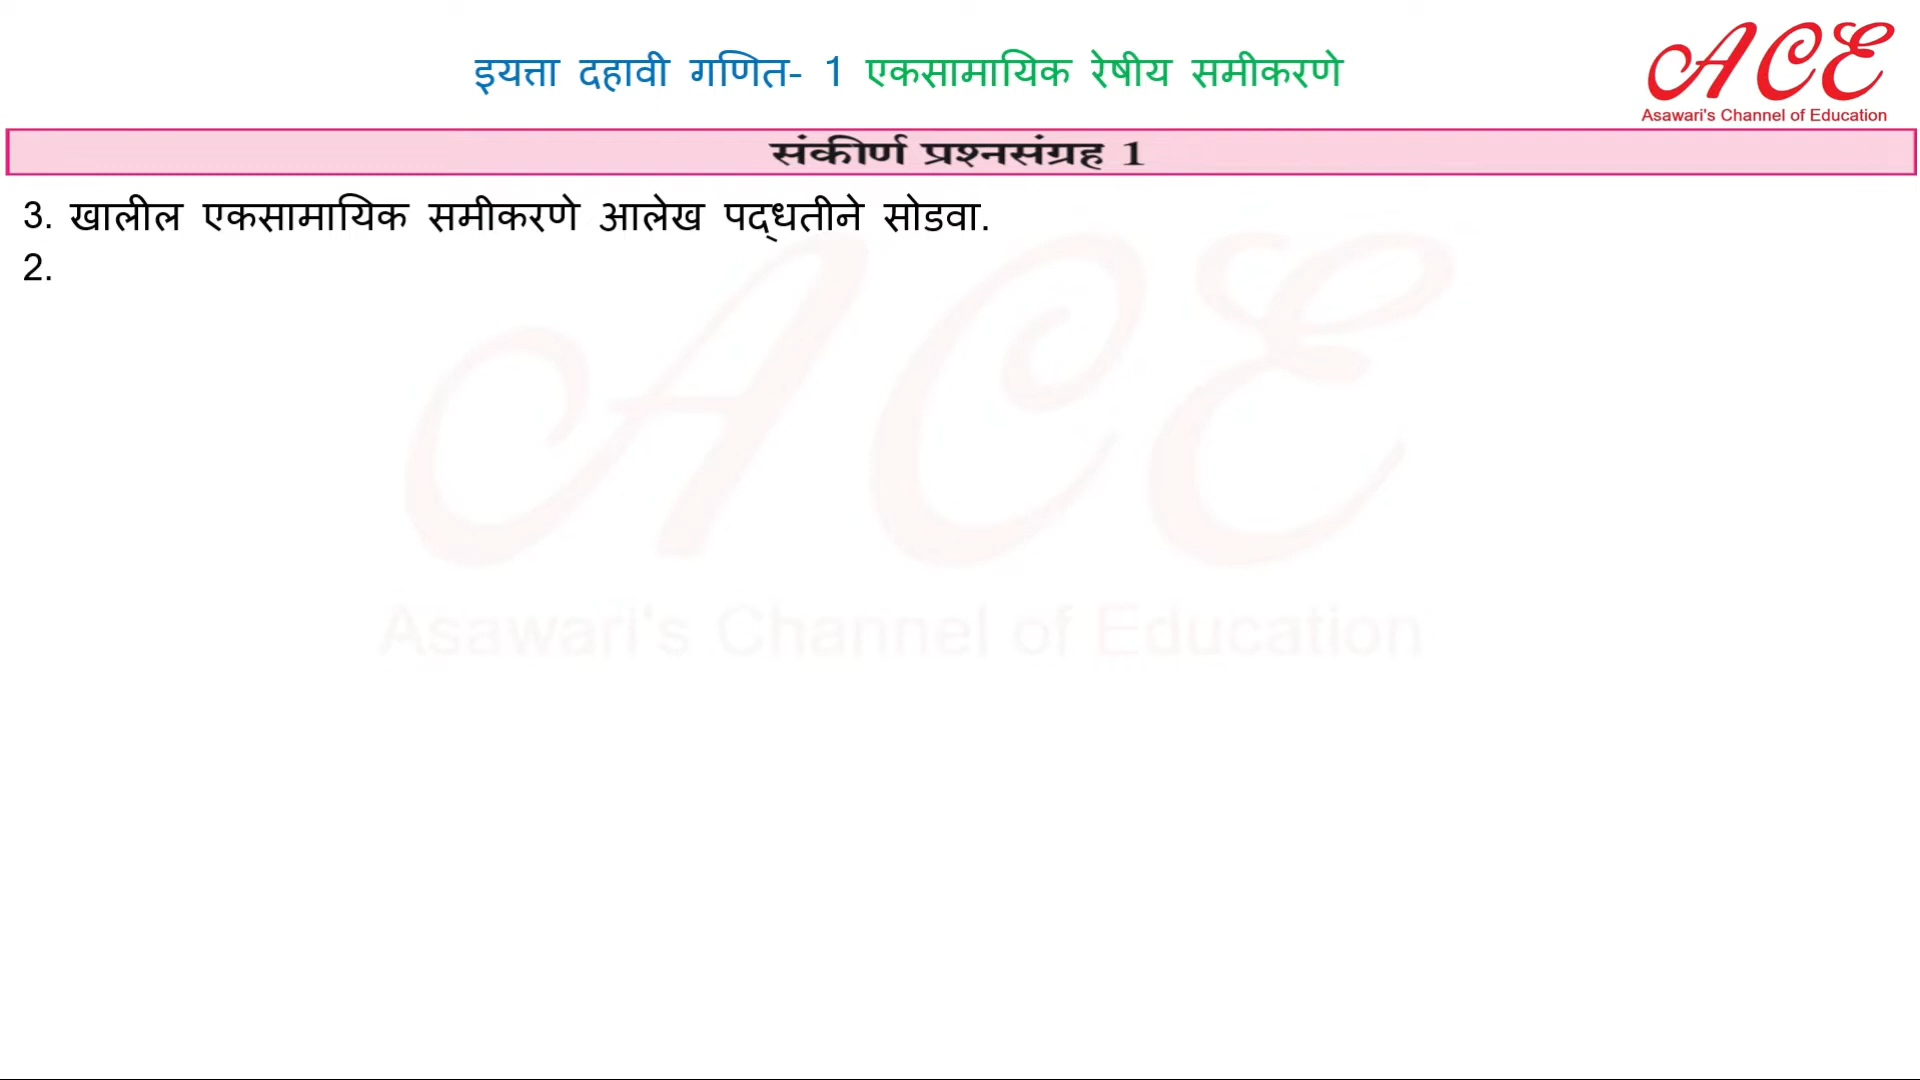 इयत्ता दहावी गणित- 1 एकसामायिक रेषीय समीकरणे
ACE
Asawari's Channel of Education
संकीर्ण प्रश्नसंग्रह 1
3. खालील एकसामायिक समीकरणे आलेख पद्धतीने सोडवा.
2.
ACE
Asawari's Channel of Education